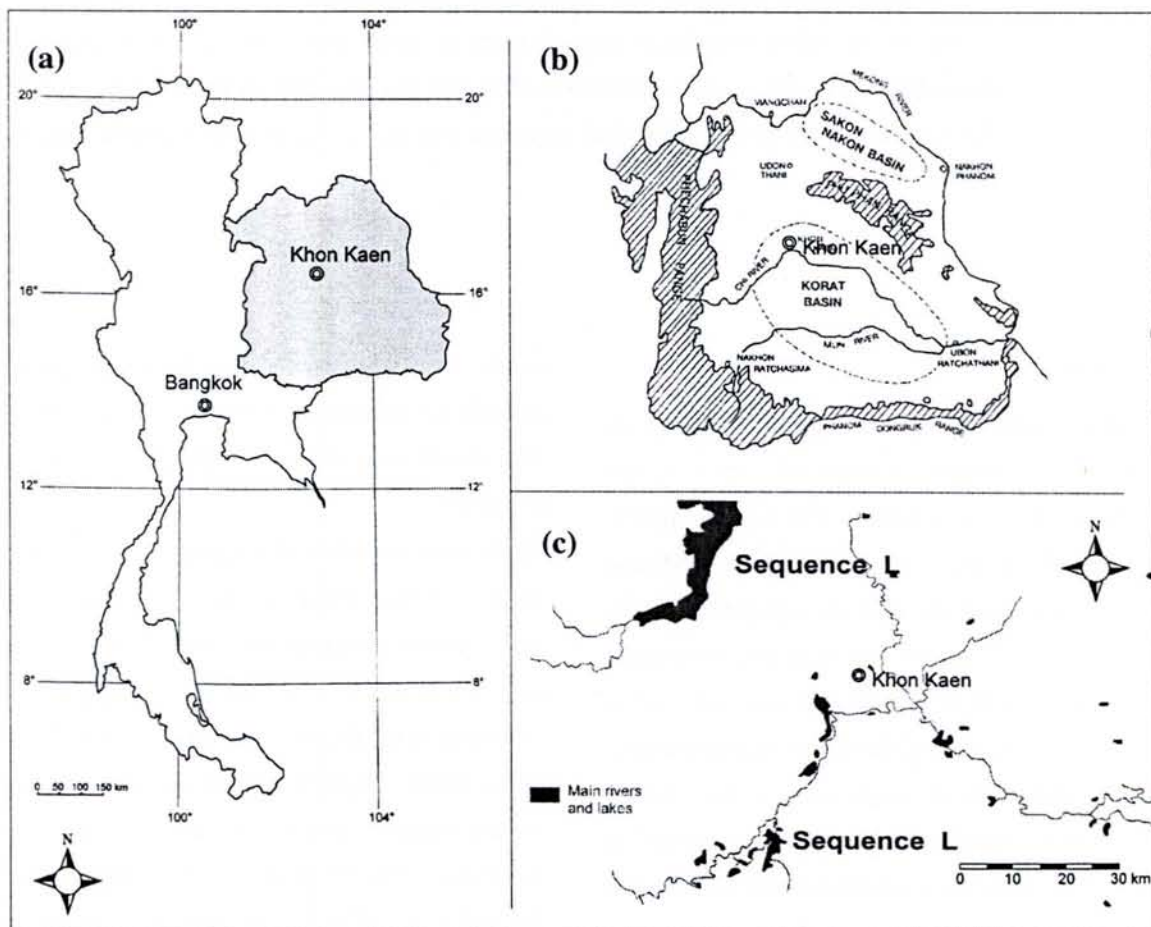 (a)
100°
104°
20°
20°
Khon Kaen
16°
16°
Bangkok
12°
12°
8°
8°
0 50 100 150 km
100°
104°
N
(b)
MEKONG RIVER
VIANGCHAN
SAKON
NAKON BASIN
UDON
THANI
NAKHON
PHANOM
RANGE
Khon Kaen
CHI RIVER
KORAT
BASIN
MUN RIVER
NAKHON
RATCHASIMA
UBON
RATCHATHANI
PHANOM DONGRUK RANGE
(c)
N
Sequence L
Khon Kaen
Main rivers
and lakes
Sequence L
0 5 10 20 30 km